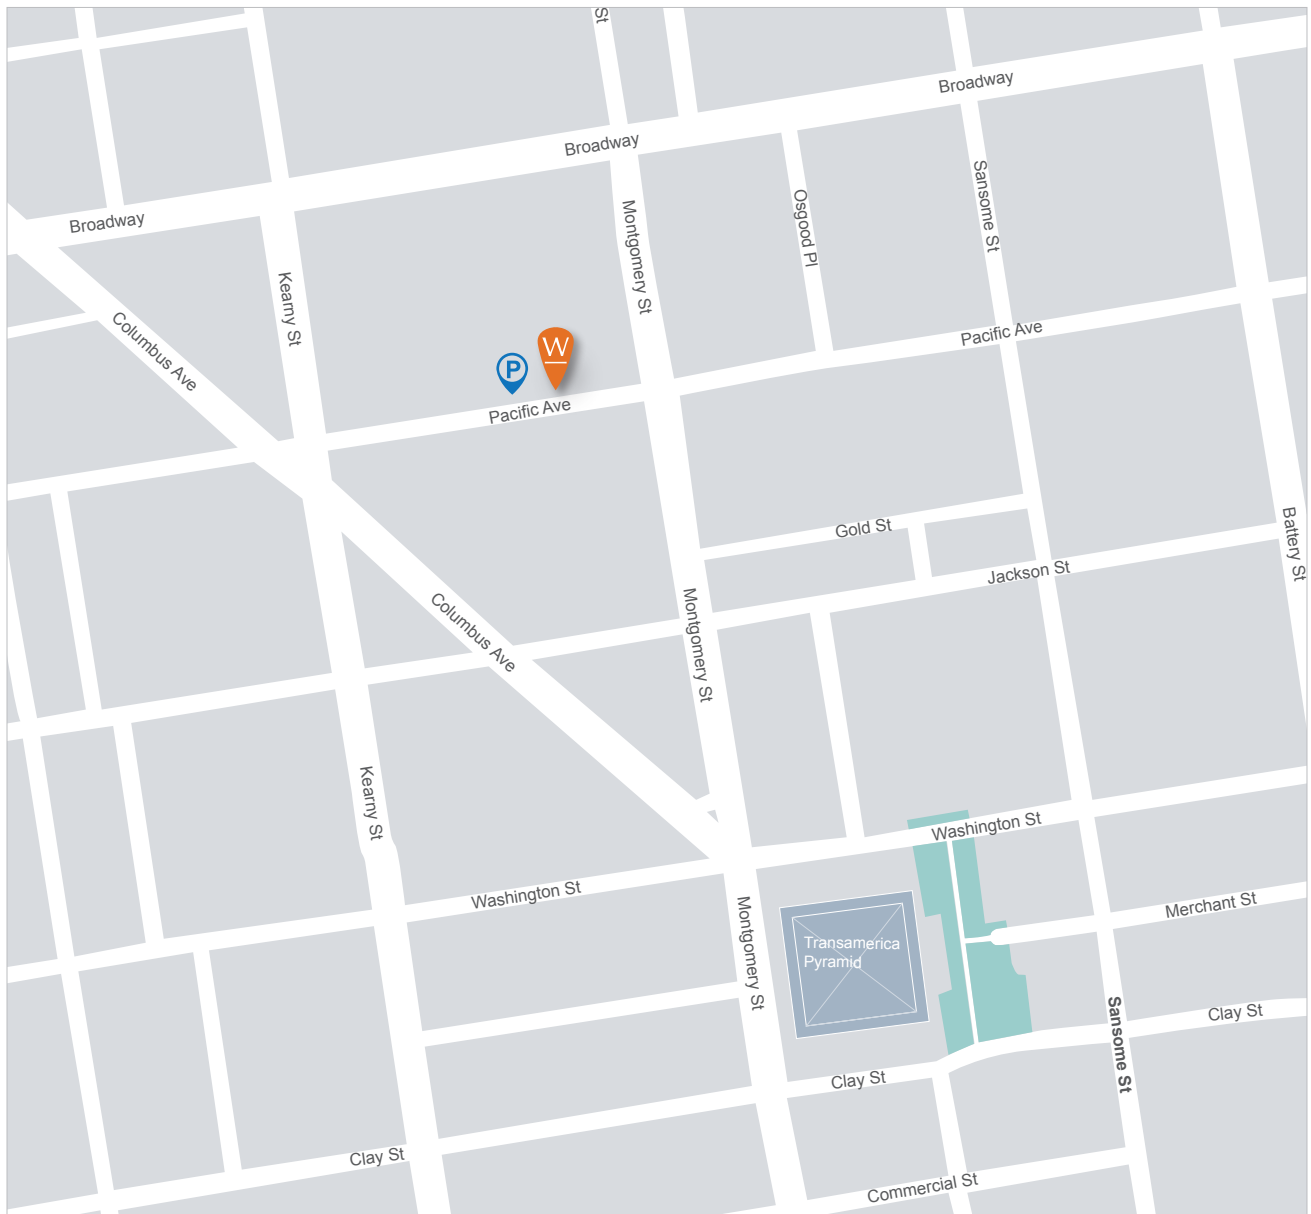 St
Broadway
Broadway
Broadway
Sansome St
Osgood Pl
Montgomery St
Kearny St
Columbus Ave
Pacific Ave
W
P
Pacific Ave
Gold St
Battery St
Jackson St
Columbus Ave
Montgomery St
Kearny St
Washington St
Washington St
Merchant St
Montgomery St
Transamerica
Pyramid
Sansome St
Clay St
Clay St
Clay St
Commercial St